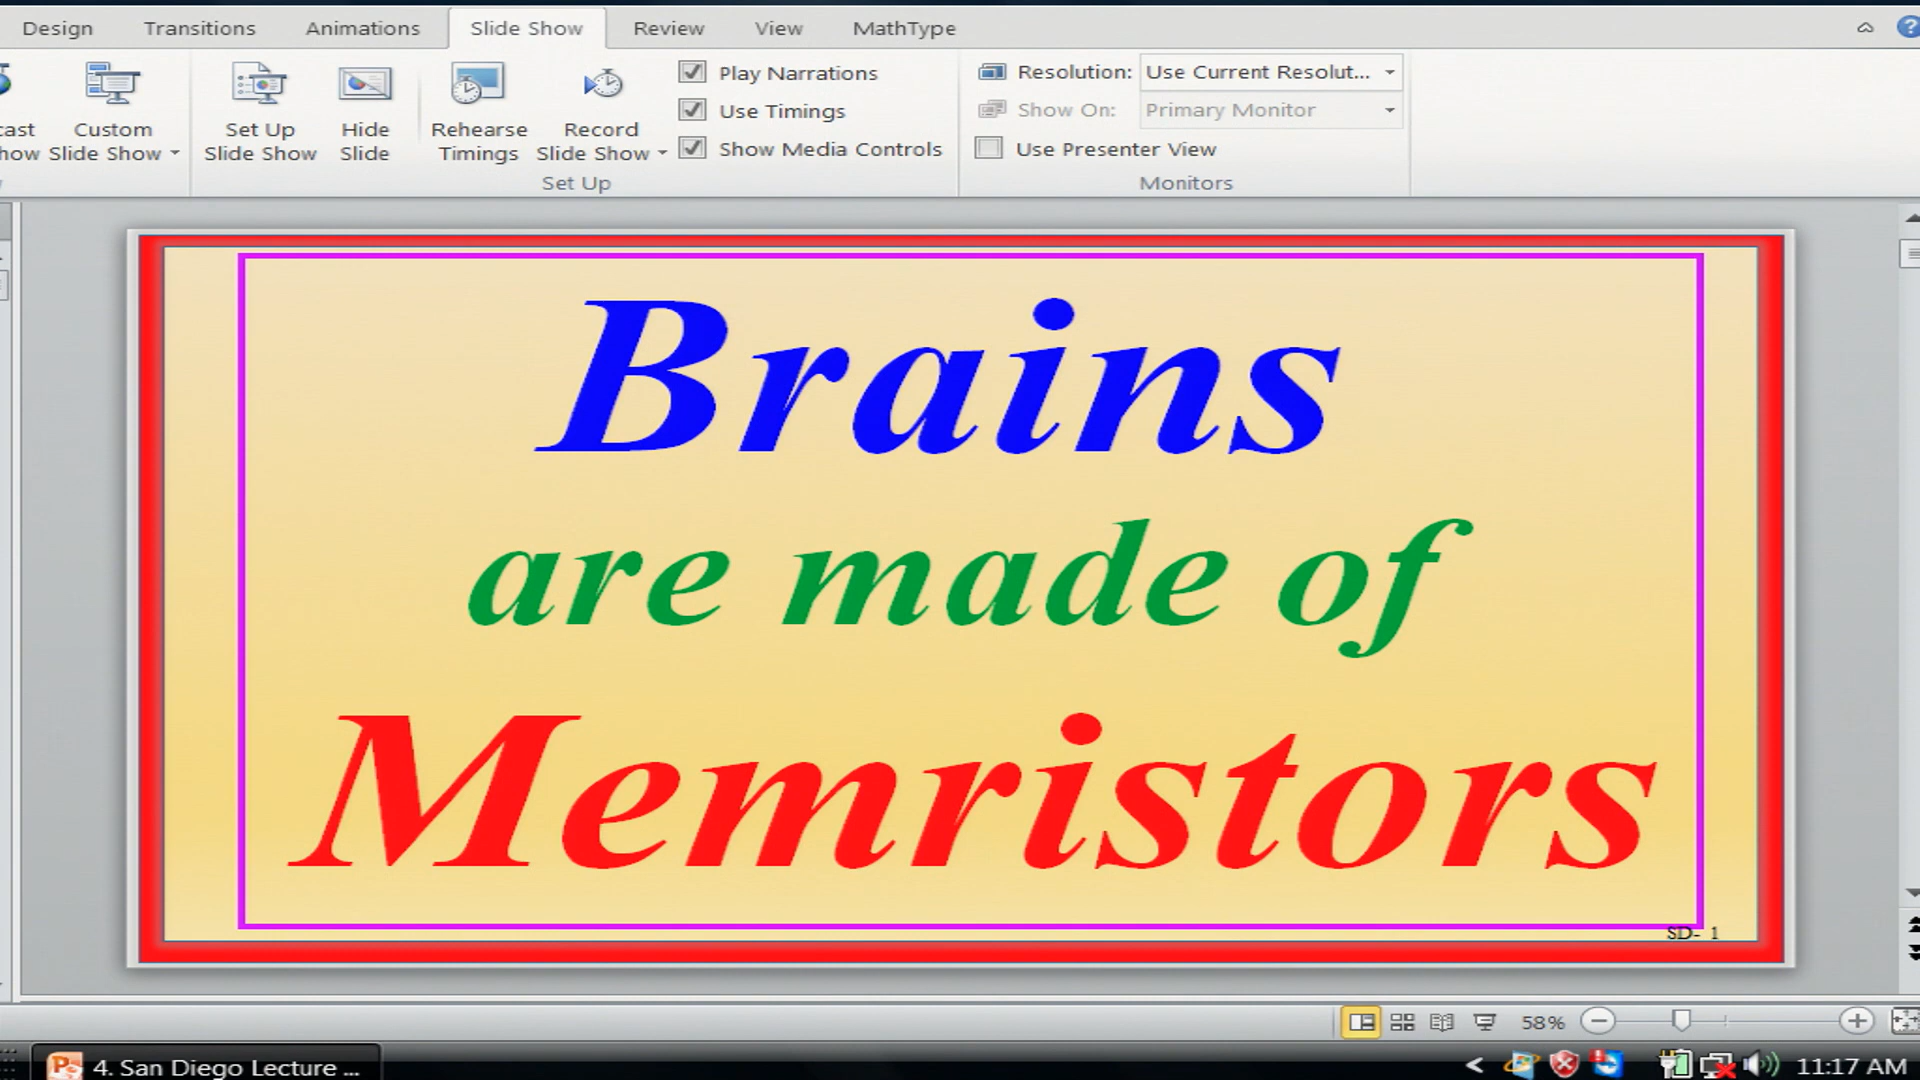 Design Transitions Animations Slide Show Review View MathType
Custom Slide Show
Set Up Slide Show
Hide Slide
Rehearse Timings
Record Slide Show
Play Narrations
Use Timings
Show Media Controls
Set Up
Resolution: Use Current Resolut...
Show On: Primary Monitor
Use Presenter View
Monitors
Brains
are made of
Memristors
SD- 1
58%
4. San Diego Lecture ...
11:17 AM